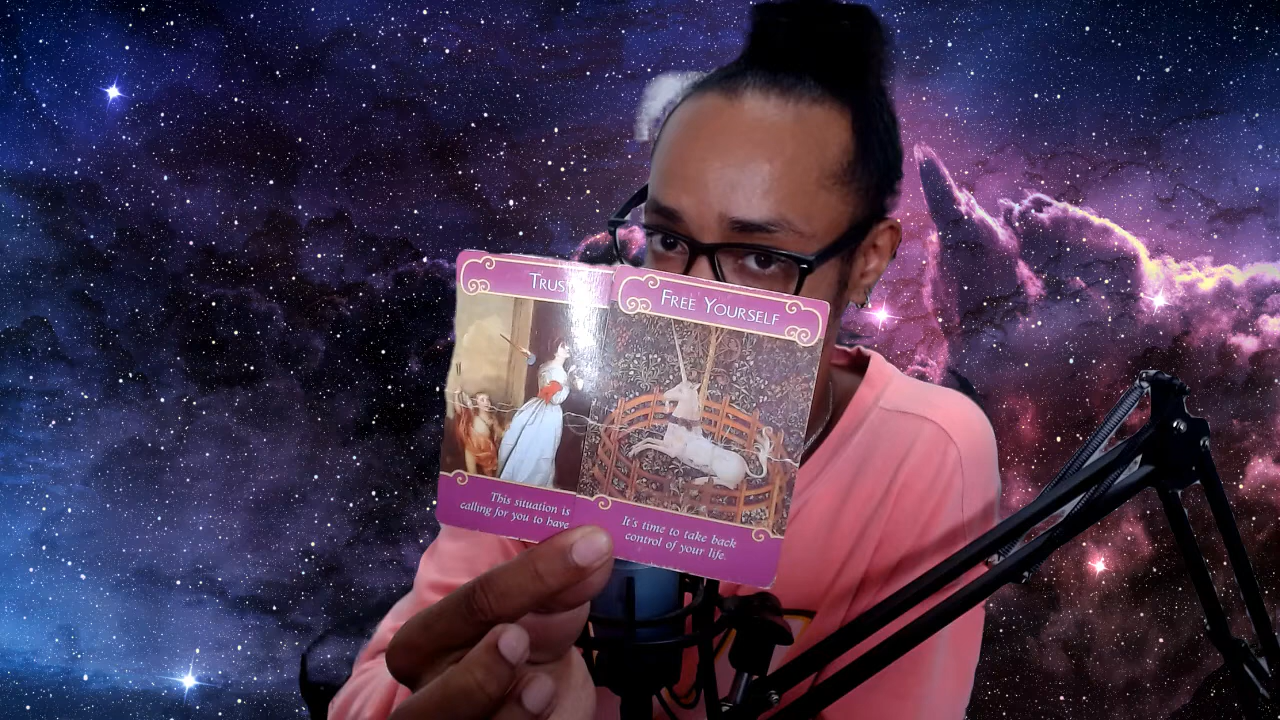 TRUS
FREE YOURSELF
This situation is
calling for you to have
It's time to take back
control of your life.